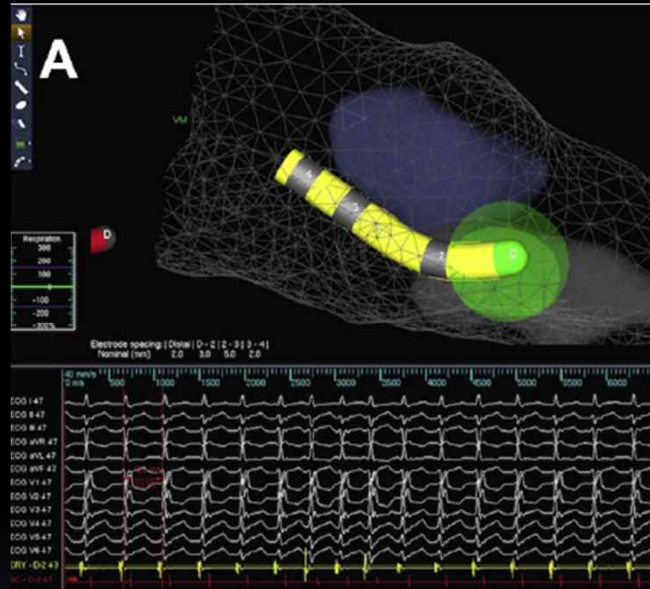 A
VM
D
4
3
2
D
Respiration
300
200
100
0
-100
-200
-300%
Electrode spacing: | Distal | D - 2 | 2 - 3 | 3 - 4 |
Nominal (mm) 2.0 3.0 5.0 2.0
40 mm/s
0 ms 500 1000 1500 2000 2500 3000 3500 4000 4500 5000 5500 6000
ECG I 47
ECG II 47
ECG III 47
ECG aVR 47
ECG aVL 47
ECG aVF 47
ECG V1 47
ECG V2 47
ECG V3 47
ECG V4 47
ECG V5 47
ECG V6 47